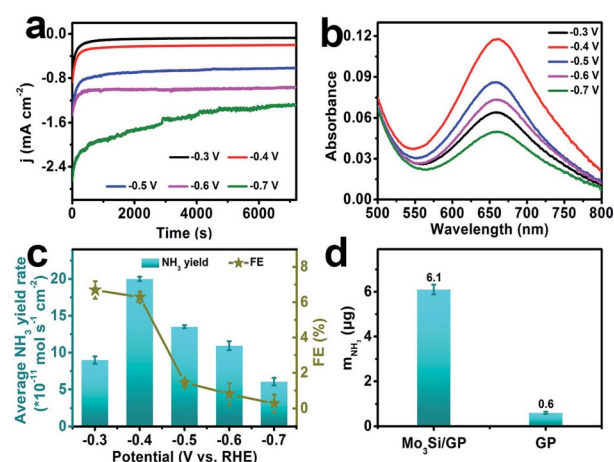 a
0.0
-0.8
-1.6
-2.4
j (mA cm⁻²)
-0.3 V
-0.4 V
-0.5 V
-0.6 V
-0.7 V
0
2000
4000
6000
Time (s)
b
0.12
0.09
0.06
0.03
0.00
Absorbance
-0.3 V
-0.4 V
-0.5 V
-0.6 V
-0.7 V
500
550
600
650
700
750
800
Wavelength (nm)
c
NH₃ yield
FE
25
20
15
10
5
0
Average NH₃ yield rate
(*10⁻¹¹ mol s⁻¹ cm⁻²)
8
6
4
2
0
FE (%)
-0.3
-0.4
-0.5
-0.6
-0.7
Potential (V vs. RHE)
d
9
6
3
0
m_NH₃ (μg)
6.1
0.6
Mo₃Si/GP
GP